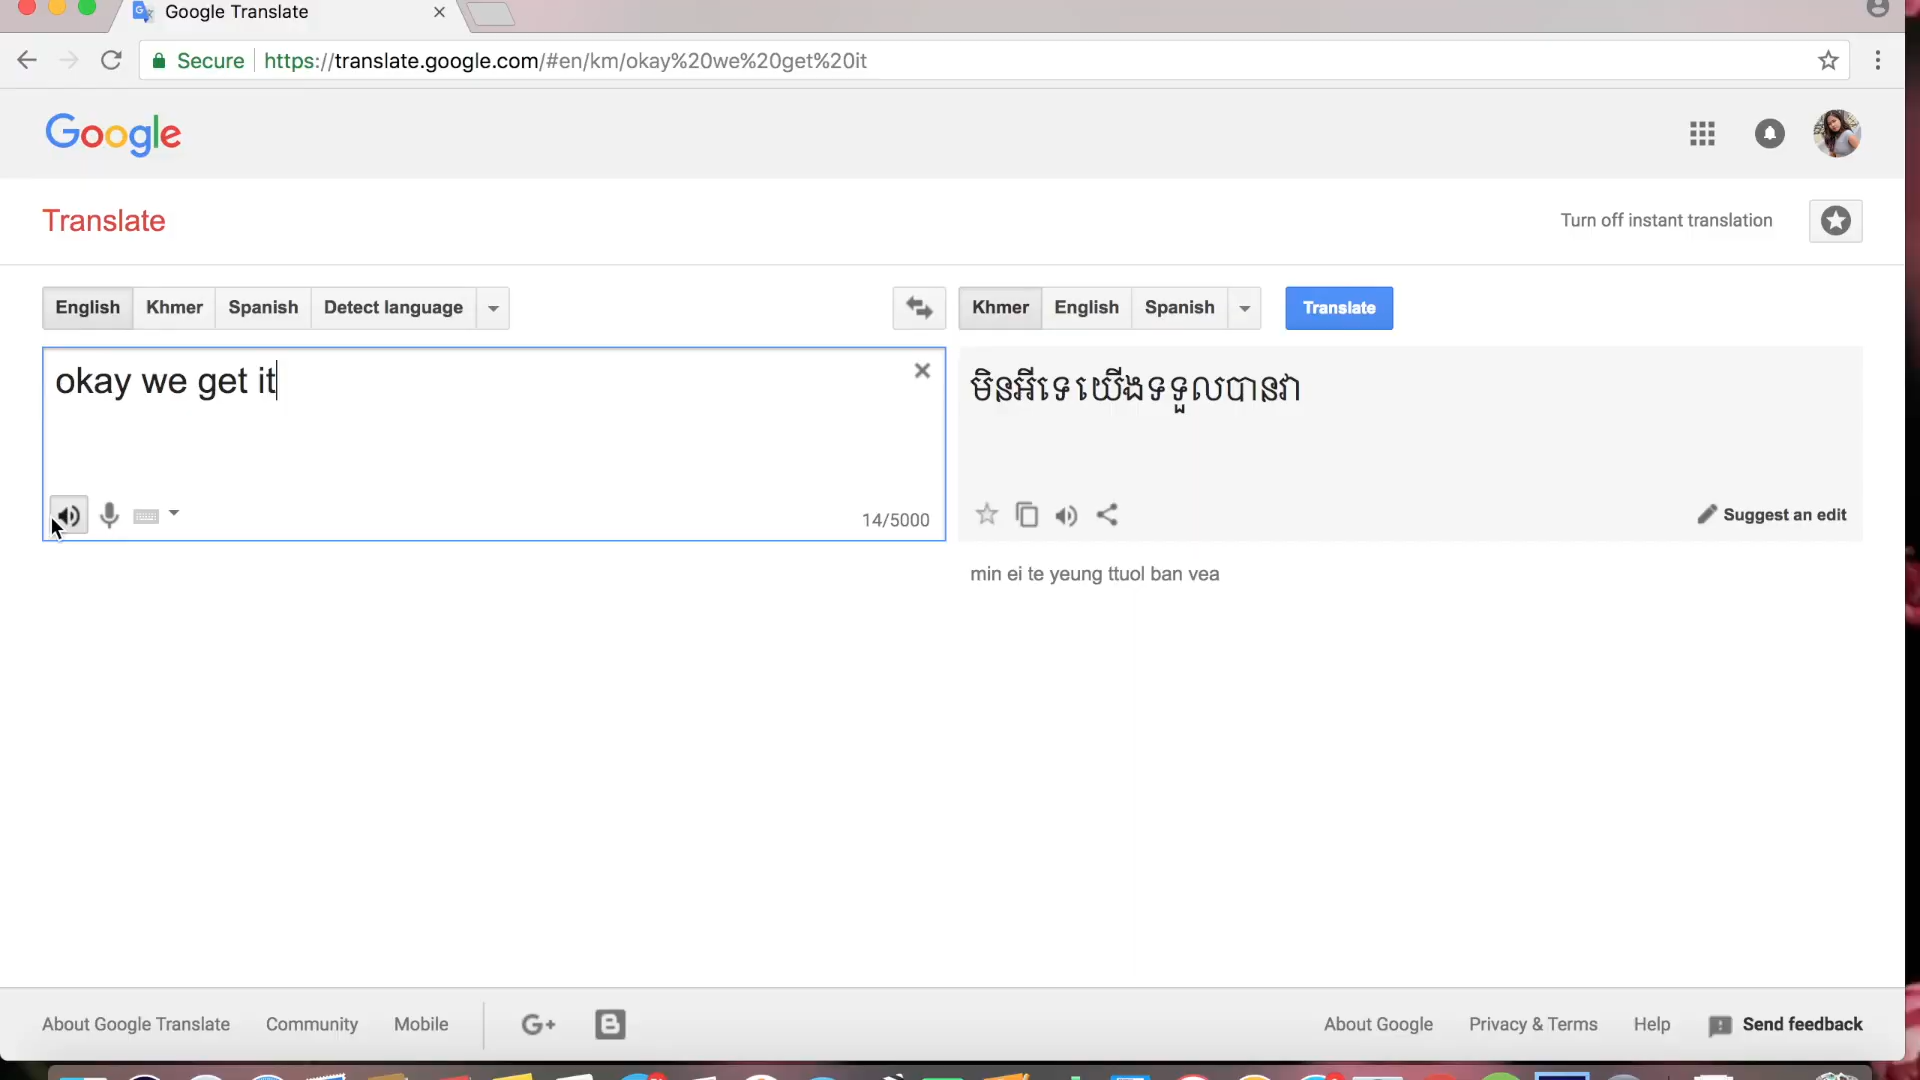 Google Translate
Secure https://translate.google.com/#en/km/okay%20we%20get%20it
Google
Translate
Turn off instant translation
English Khmer Spanish Detect language
Khmer English Spanish Translate
okay we get it
មិនអីទេយើងទទួលបានវា
14/5000
Suggest an edit
min ei te yeung ttuol ban vea
About Google Translate Community Mobile G+ B
About Google Privacy & Terms Help Send feedback